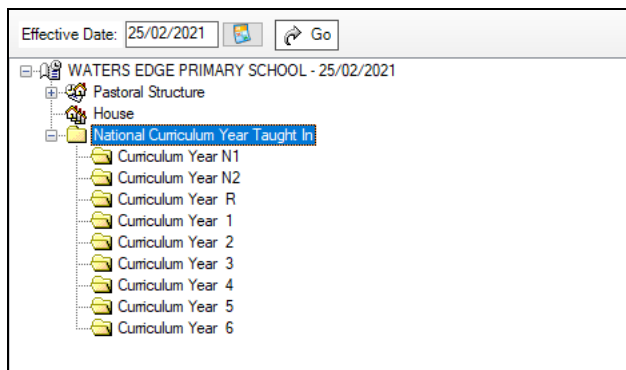 Effective Date: 25/02/2021 Go
WATERS EDGE PRIMARY SCHOOL - 25/02/2021
Pastoral Structure
House
National Curriculum Year Taught In
Curriculum Year N1
Curriculum Year N2
Curriculum Year R
Curriculum Year 1
Curriculum Year 2
Curriculum Year 3
Curriculum Year 4
Curriculum Year 5
Curriculum Year 6